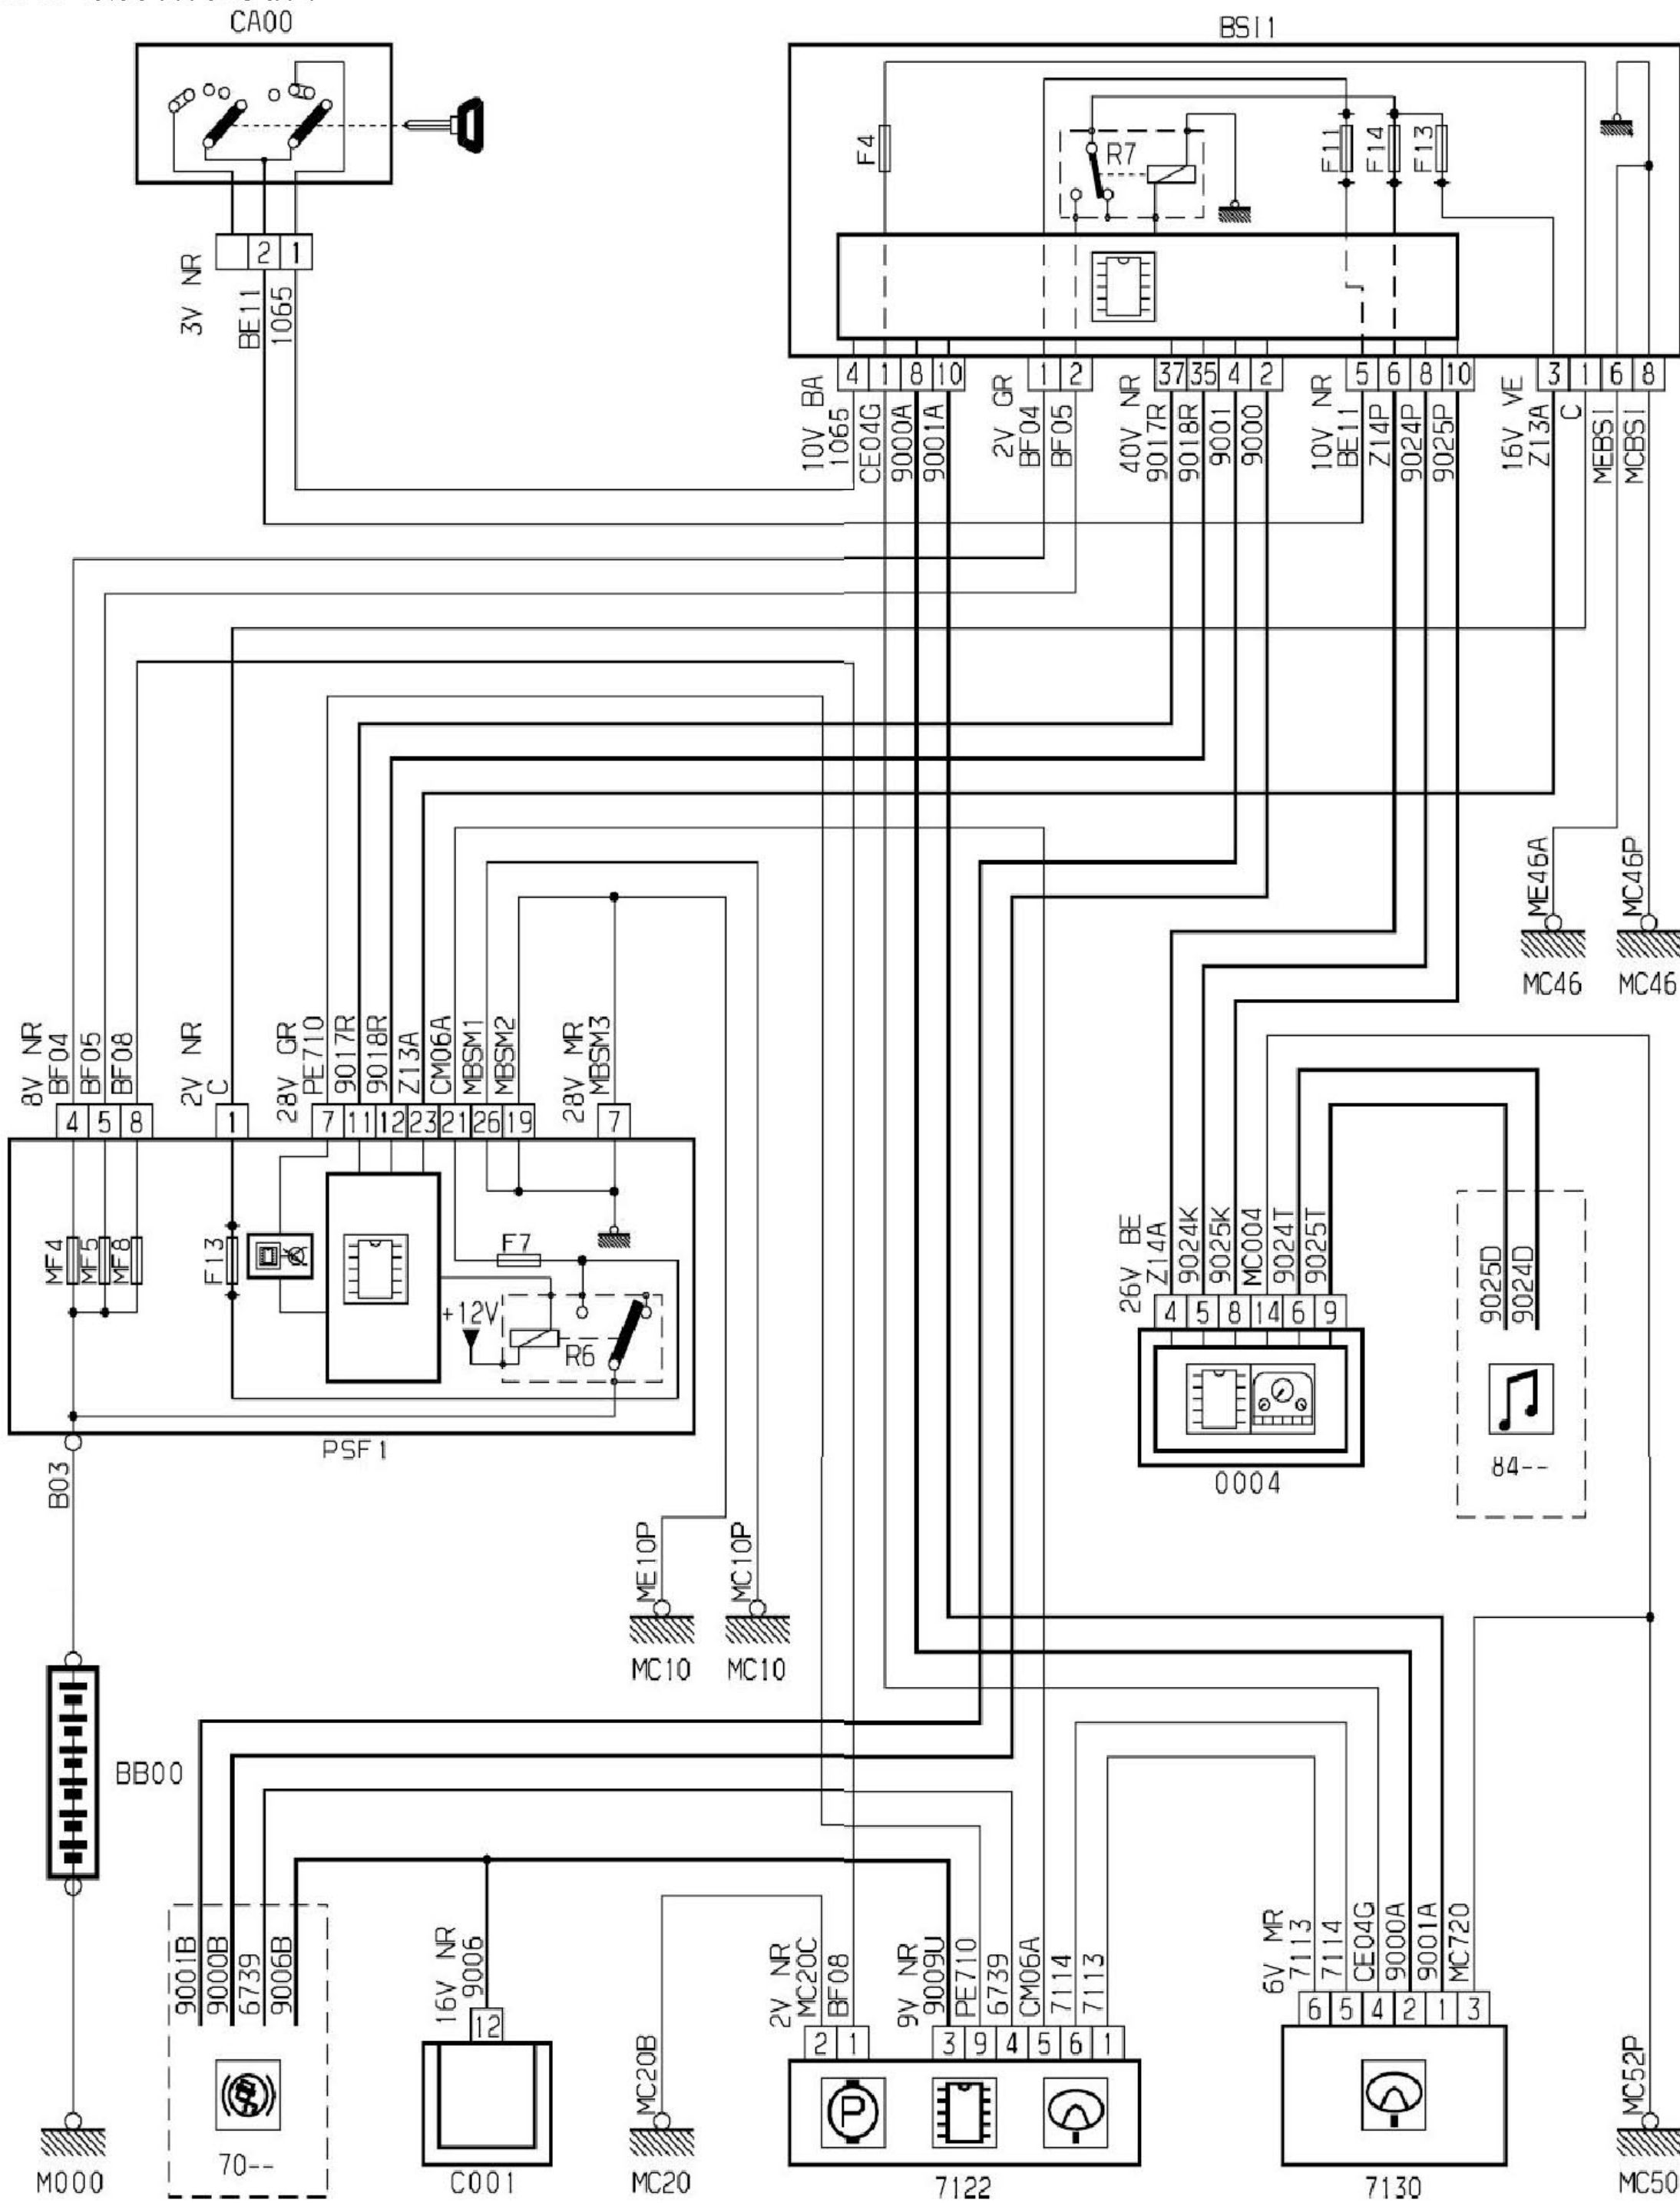 CA00
BSI1
F4
R7
F11
F14
F13
2 1
3V NR
BE11
1065
4 1 8 10
1 2
37 35 4 2
5 6 8 10
3 1 6 8
10V BA
1065
CE04G
9000A
9001A
2V GR
BF04
BF05
40V NR
9017R
9018R
9001
9000
10V NR
BE11
Z14P
9024P
9025P
16V VE
Z13A
C
MEBSI
MCBSI
ME46A
MC46P
MC46
MC46
8V NR
BF04
BF05
BF08
2V NR
C
28V GR
PE710
9017R
9018R
Z13A
CM06A
MBSM1
MBSM2
28V MR
MBSM3
4 5 8
1
7 11 12 23 21 26 19
7
MF4
MF5
MF8
F13
F7
+12V
R6
PSF1
B03
26V BE
Z14A
9024K
9025K
MC004
9024T
9025T
4 5 8 14 6 9
0004
9025D
9024D
84--
ME10P
MC10P
MC10
MC10
BB00
M000
9001B
9000B
6739
9006B
70--
16V NR
9006
12
C001
MC20B
MC20
2V NR
MC20C
BF08
9V NR
9009U
PE710
6739
CM06A
7114
7113
2 1
3 9 4 5 6 1
P
7122
6V MR
7113
7114
CE04G
9000A
9001A
MC720
6 5 4 2 1 3
7130
MC52P
MC50